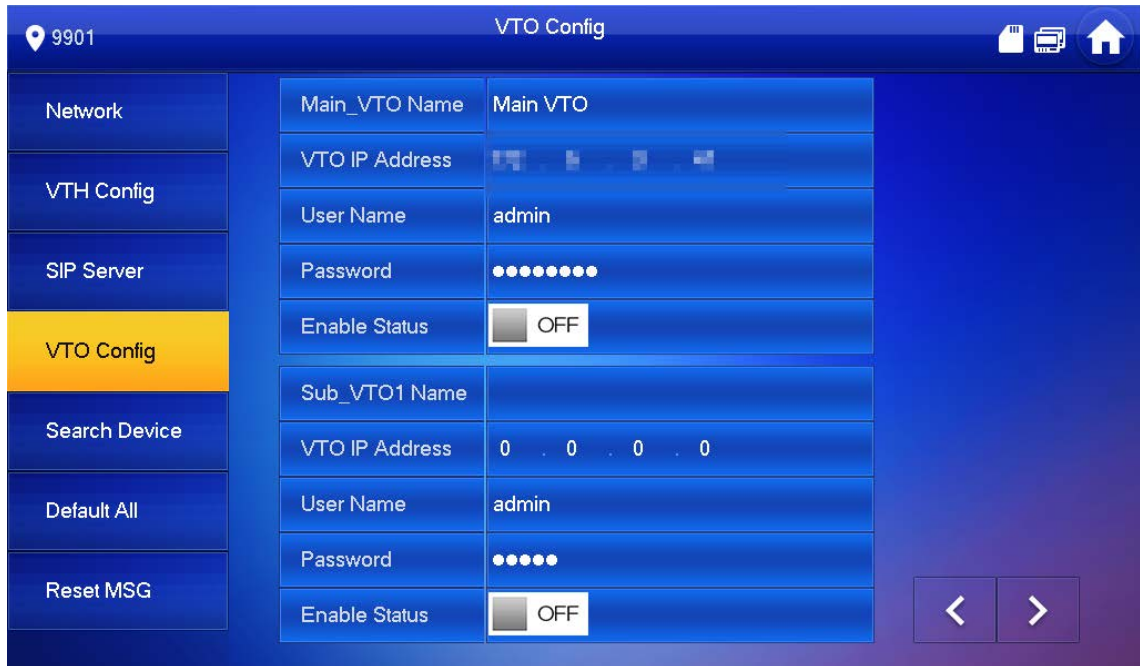 9901
VTO Config
Network
VTH Config
SIP Server
VTO Config
Search Device
Default All
Reset MSG
Main_VTO Name Main VTO
VTO IP Address
User Name admin
Password ●●●●●●●●
Enable Status OFF
Sub_VTO1 Name
VTO IP Address 0 . 0 . 0 . 0
User Name admin
Password ●●●●●
Enable Status OFF